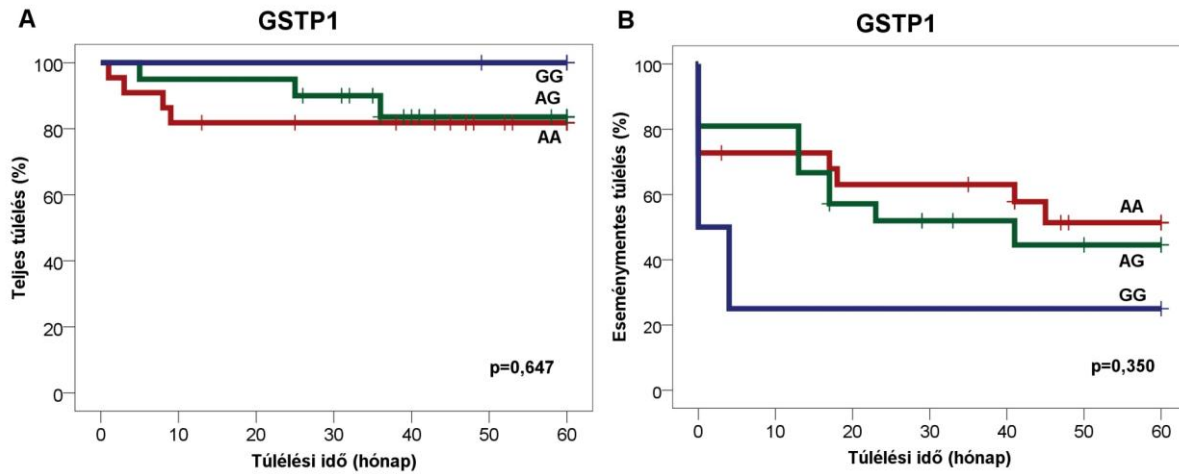 A
GSTP1
Teljes túlélés (%)
100
80
60
40
20
0
GG
AG
AA
p=0,647
0 10 20 30 40 50 60
Túlélési idő (hónap)
B
GSTP1
Eseménymentes túlélés (%)
100
80
60
40
20
0
AA
AG
GG
p=0,350
0 10 20 30 40 50 60
Túlélési idő (hónap)